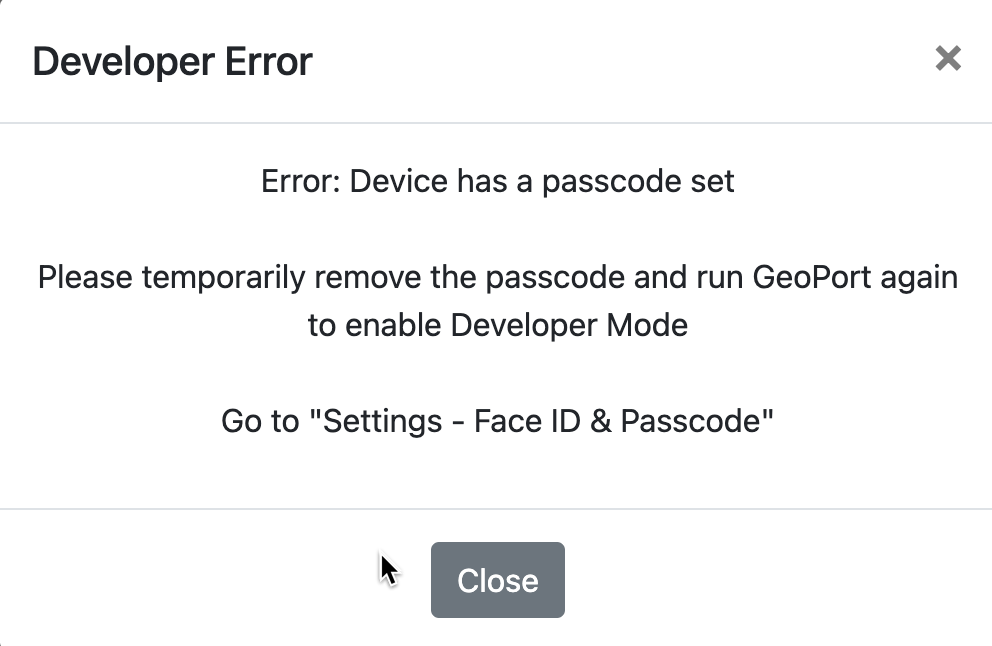 Developer Error
Error: Device has a passcode set
Please temporarily remove the passcode and run GeoPort again
to enable Developer Mode
Go to "Settings - Face ID & Passcode"
Close